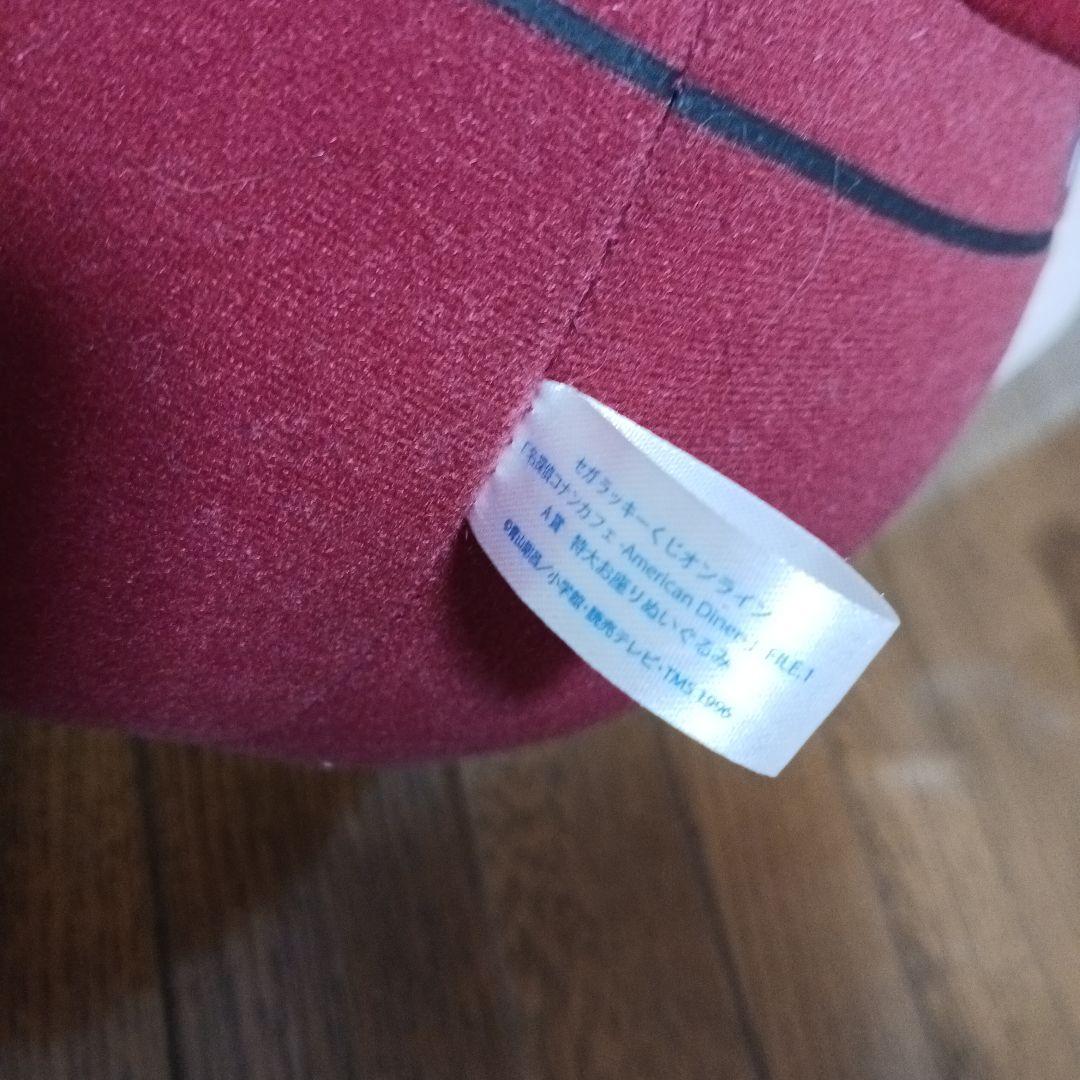 セガラッキーくじオンライン
「名探偵コナンカフェ-American Diner-」 FILE.1
A賞 特大お座りぬいぐるみ
©青山剛昌/小学館・読売テレビ・TMS 1996